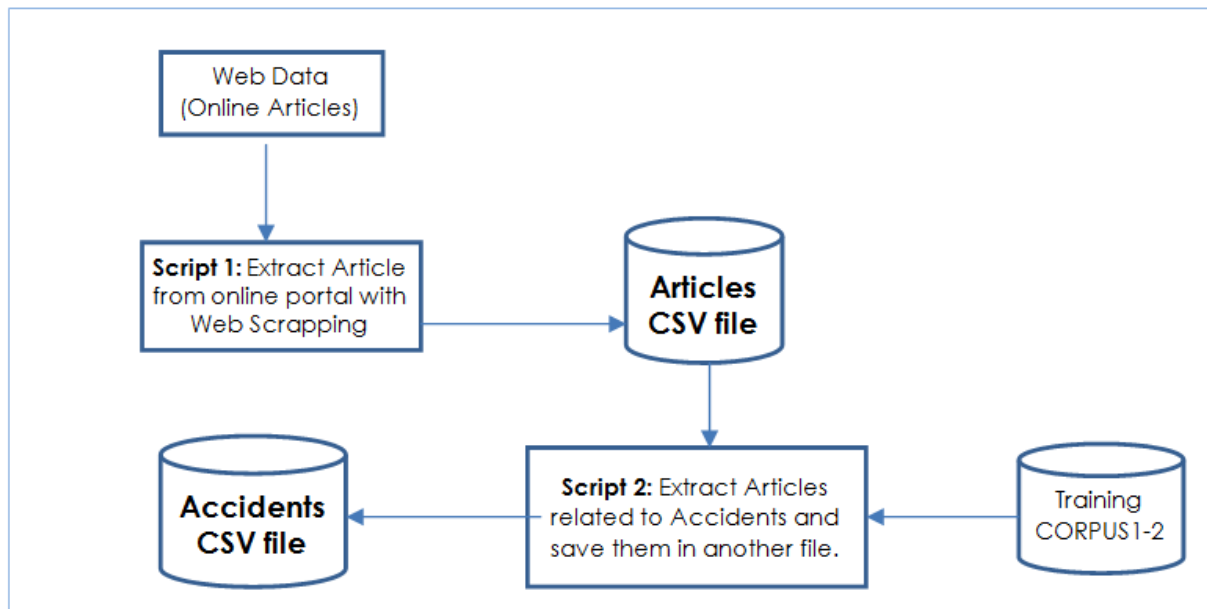 Web Data
(Online Articles)
Script 1: Extract Article
from online portal with
Web Scrapping
Articles
CSV file
Accidents
CSV file
Script 2: Extract Articles
related to Accidents and
save them in another file.
Training
CORPUS1-2